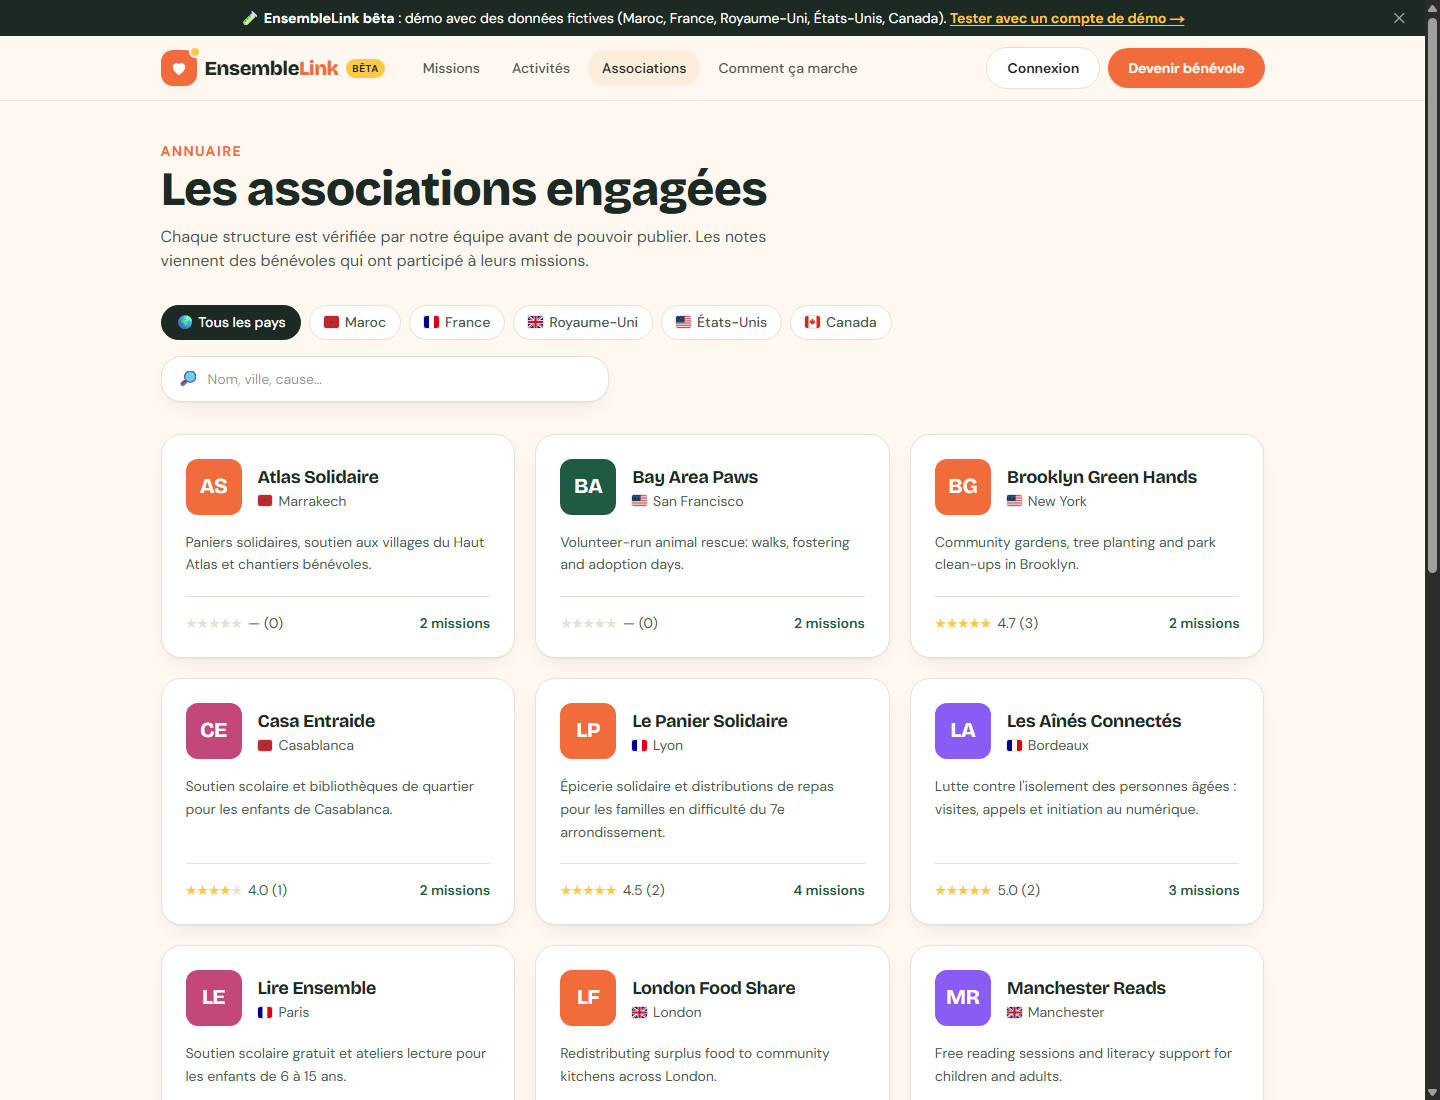 EnsembleLink bêta : démo avec des données fictives (Maroc, France, Royaume-Uni, États-Unis, Canada). Tester avec un compte de démo →
EnsembleLink BÊTA Missions Activités Associations Comment ça marche Connexion Devenir bénévole
ANNUAIRE
Les associations engagées
Chaque structure est vérifiée par notre équipe avant de pouvoir publier. Les notes
viennent des bénévoles qui ont participé à leurs missions.
Tous les pays Maroc France Royaume-Uni États-Unis Canada
Nom, ville, cause...
AS Atlas Solidaire
Marrakech
Paniers solidaires, soutien aux villages du Haut
Atlas et chantiers bénévoles.
★★★★★ — (0) 2 missions
BA Bay Area Paws
San Francisco
Volunteer-run animal rescue: walks, fostering
and adoption days.
★★★★★ — (0) 2 missions
BG Brooklyn Green Hands
New York
Community gardens, tree planting and park
clean-ups in Brooklyn.
★★★★★ 4.7 (3) 2 missions
CE Casa Entraide
Casablanca
Soutien scolaire et bibliothèques de quartier
pour les enfants de Casablanca.
★★★★★ 4.0 (1) 2 missions
LP Le Panier Solidaire
Lyon
Épicerie solidaire et distributions de repas
pour les familles en difficulté du 7e
arrondissement.
★★★★★ 4.5 (2) 4 missions
LA Les Aînés Connectés
Bordeaux
Lutte contre l'isolement des personnes âgées :
visites, appels et initiation au numérique.
★★★★★ 5.0 (2) 3 missions
LE Lire Ensemble
Paris
Soutien scolaire gratuit et ateliers lecture pour
les enfants de 6 à 15 ans.
LF London Food Share
London
Redistributing surplus food to community
kitchens across London.
MR Manchester Reads
Manchester
Free reading sessions and literacy support for
children and adults.